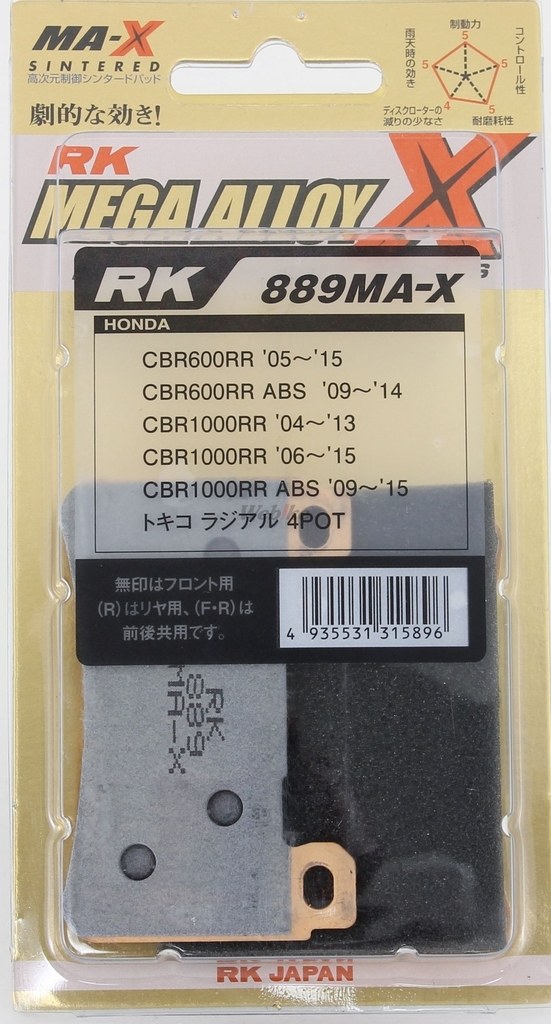 MA-X
SINTERED
高次元制御シンタードパッド
劇的な効き!
制動力
5
コントロール性
5
耐磨耗性
5
ディスクローターの
減りの少なさ
4
雨天時の効き
5
RK
MEGA ALLOY X
RK 889MA-X
HONDA
CBR600RR '05～'15
CBR600RR ABS '09～'14
CBR1000RR '04～'13
CBR1000RR '06～'15
CBR1000RR ABS '09～'15
トキコ ラジアル 4POT
無印はフロント用
(R)はリヤ用、(F・R)は
前後共用です。
4 935531 315896
RK
889
MA-X
RK JAPAN